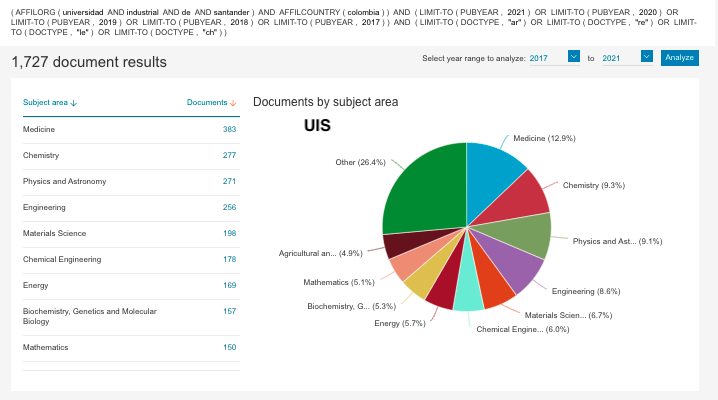 ( AFFILORG ( universidad AND industrial AND de AND santander ) AND AFFILCOUNTRY ( colombia ) ) AND ( LIMIT-TO ( PUBYEAR , 2021 ) OR LIMIT-TO ( PUBYEAR , 2020 ) OR
LIMIT-TO ( PUBYEAR , 2019 ) OR LIMIT-TO ( PUBYEAR , 2018 ) OR LIMIT-TO ( PUBYEAR , 2017 ) ) AND ( LIMIT-TO ( DOCTYPE , "ar" ) OR LIMIT-TO ( DOCTYPE , "re" ) OR LIMIT-
TO ( DOCTYPE , "le" ) OR LIMIT-TO ( DOCTYPE , "ch" ) )
1,727 document results
Select year range to analyze: 2017 to 2021 Analyze
Subject area ↓ Documents ↓
Medicine 383
Chemistry 277
Physics and Astronomy 271
Engineering 256
Materials Science 198
Chemical Engineering 178
Energy 169
Biochemistry, Genetics and Molecular
Biology 157
Mathematics 150
Documents by subject area
UIS
Medicine (12.9%)
Other (26.4%)
Chemistry (9.3%)
Physics and Ast... (9.1%)
Agricultural an... (4.9%)
Mathematics (5.1%)
Engineering (8.6%)
Biochemistry, G... (5.3%)
Materials Scien... (6.7%)
Energy (5.7%)
Chemical Engine... (6.0%)